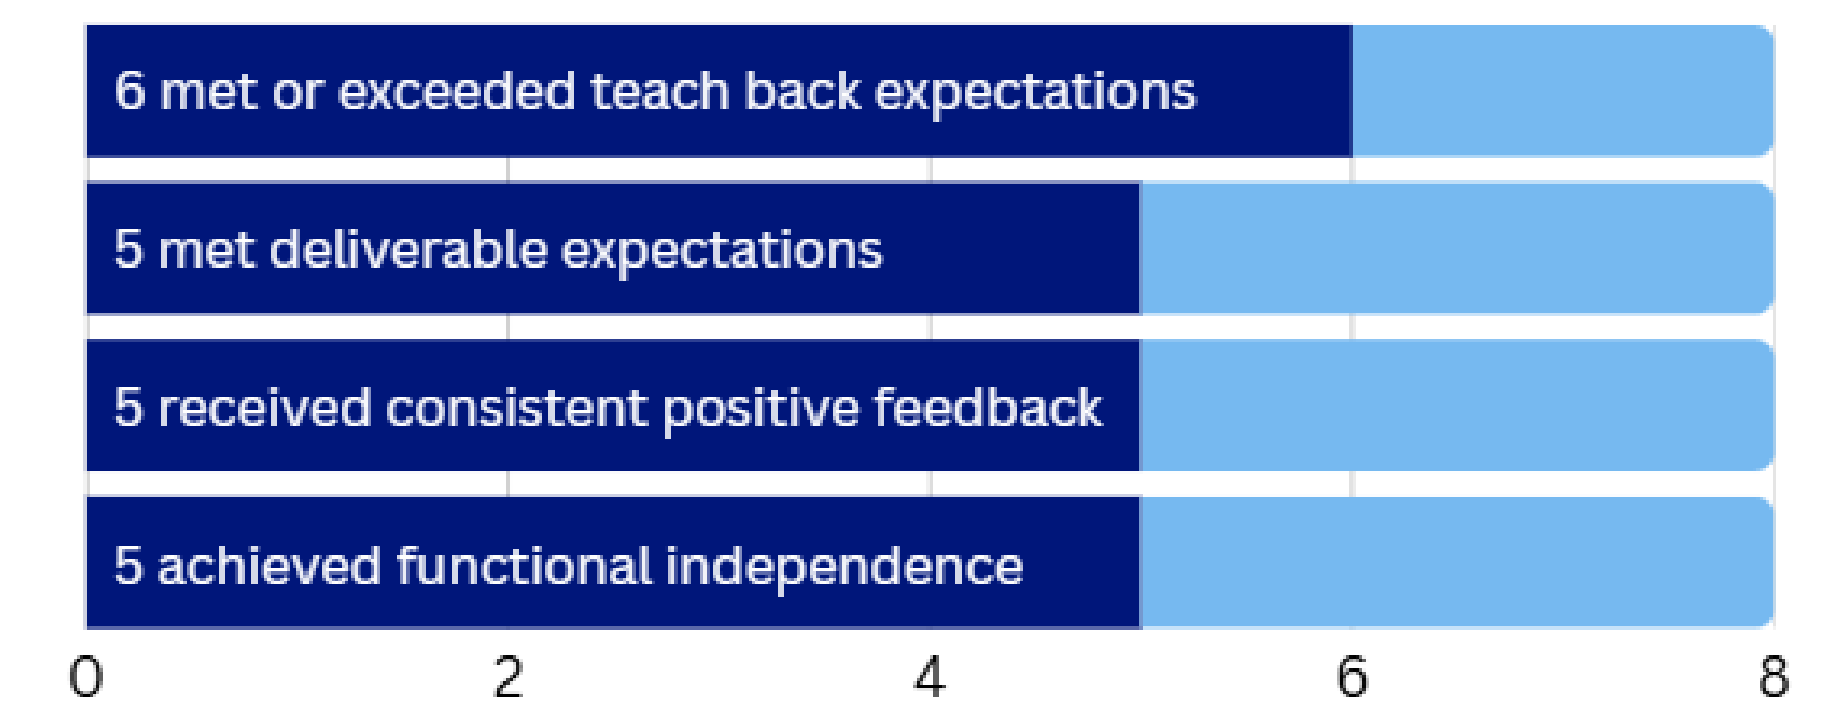 6 met or exceeded teach back expectations
5 met deliverable expectations
5 received consistent positive feedback
5 achieved functional independence
0 2 4 6 8